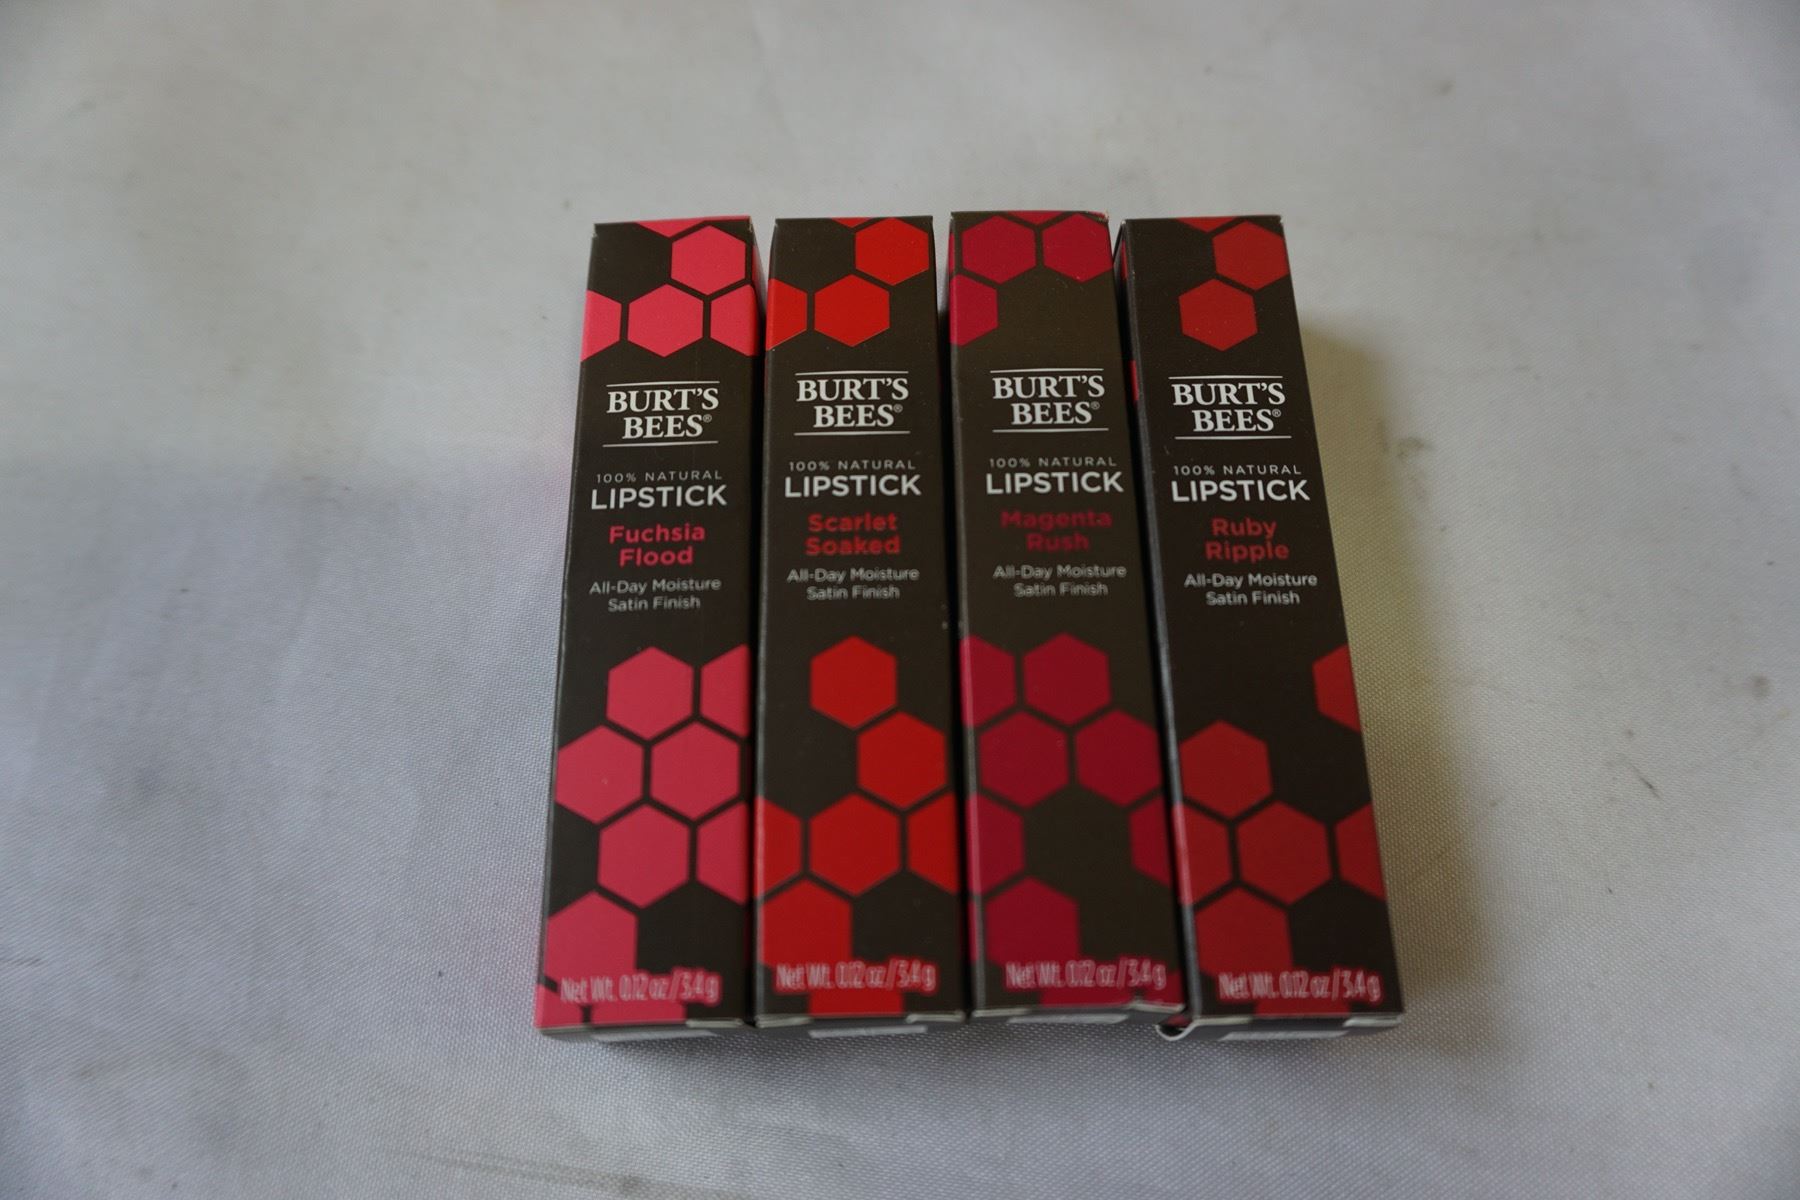 BURT'S
BEES®
100% NATURAL
LIPSTICK
Fuchsia
Flood
All-Day Moisture
Satin Finish
Net Wt. 0.12 oz / 3.4 g
BURT'S
BEES®
100% NATURAL
LIPSTICK
Scarlet
Soaked
All-Day Moisture
Satin Finish
Net Wt. 0.12 oz / 3.4 g
BURT'S
BEES®
100% NATURAL
LIPSTICK
Magenta
Rush
All-Day Moisture
Satin Finish
Net Wt. 0.12 oz / 3.4 g
BURT'S
BEES®
100% NATURAL
LIPSTICK
Ruby
Ripple
All-Day Moisture
Satin Finish
Net Wt. 0.12 oz / 3.4 g